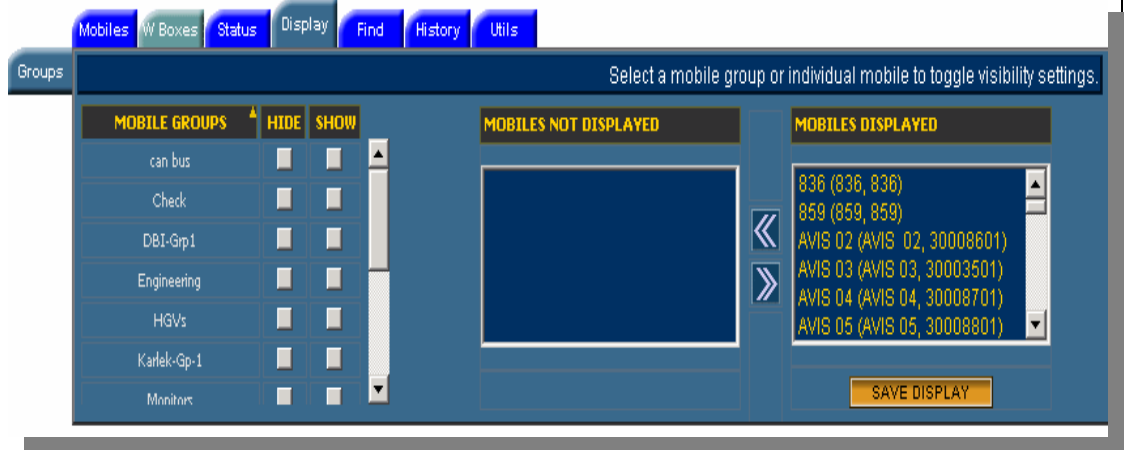 Mobiles W Boxes Status Display Find History Utils
Groups
Select a mobile group or individual mobile to toggle visibility settings.
MOBILE GROUPS HIDE SHOW
can bus
Check
DBI-Grp1
Engineering
HGVs
Karlek-Gp-1
Monitors
MOBILES NOT DISPLAYED
MOBILES DISPLAYED
836 (836, 836)
859 (859, 859)
AVIS 02 (AVIS  02, 30008601)
AVIS 03 (AVIS 03, 30003501)
AVIS 04 (AVIS 04, 30008701)
AVIS 05 (AVIS 05, 30008801)
SAVE DISPLAY